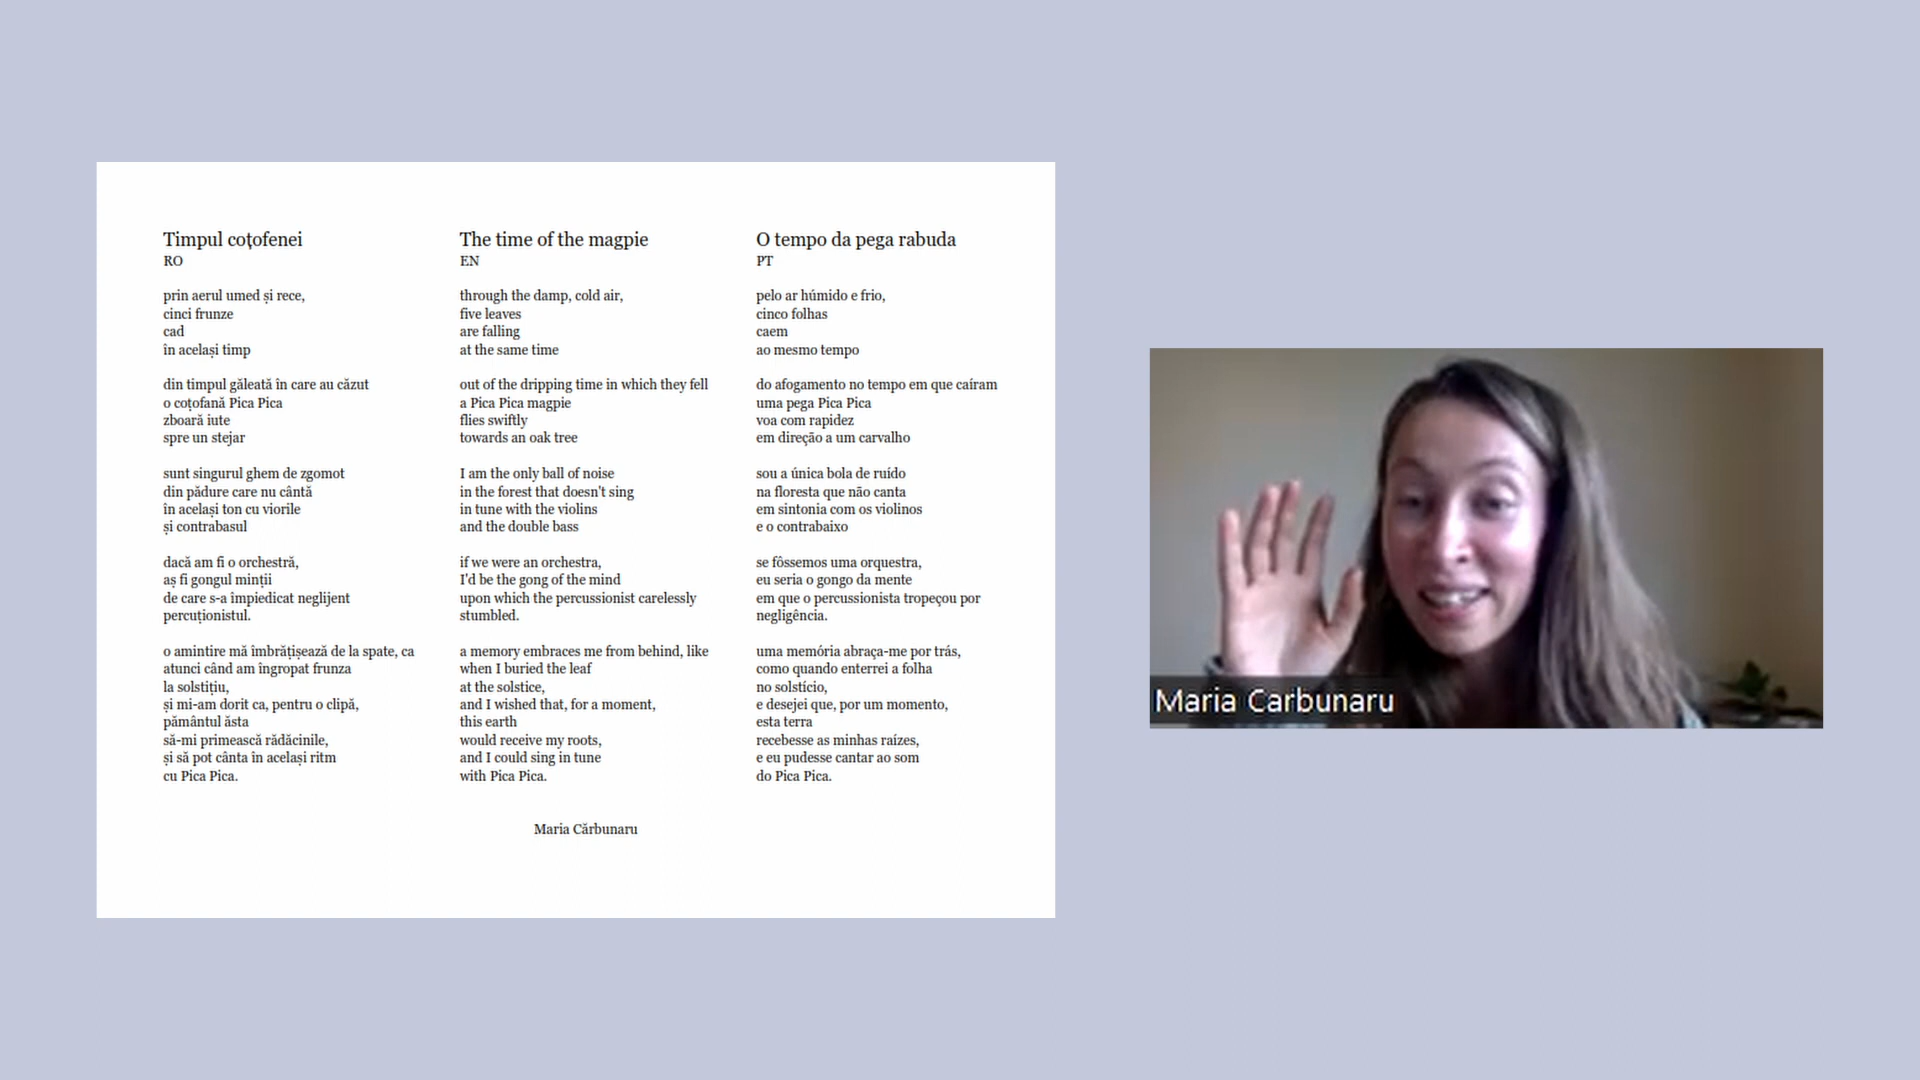 Timpul coțofenei
RO
prin aerul umed și rece,
cinci frunze
cad
în același timp
din timpul găleată în care au căzut
o coțofană Pica Pica
zboară iute
spre un stejar
sunt singurul ghem de zgomot
din pădure care nu cântă
în același ton cu viorile
și contrabasul
dacă am fi o orchestră,
aș fi gongul minții
de care s-a împiedicat neglijent
percuționistul.
o amintire mă îmbrățișează de la spate, ca
atunci când am îngropat frunza
la solstițiu,
și mi-am dorit ca, pentru o clipă,
pământul ăsta
să-mi primească rădăcinile,
și să pot cânta în același ritm
cu Pica Pica.
The time of the magpie
EN
through the damp, cold air,
five leaves
are falling
at the same time
out of the dripping time in which they fell
a Pica Pica magpie
flies swiftly
towards an oak tree
I am the only ball of noise
in the forest that doesn't sing
in tune with the violins
and the double bass
if we were an orchestra,
I'd be the gong of the mind
upon which the percussionist carelessly
stumbled.
a memory embraces me from behind, like
when I buried the leaf
at the solstice,
and I wished that, for a moment,
this earth
would receive my roots,
and I could sing in tune
with Pica Pica.
O tempo da pega rabuda
PT
pelo ar húmido e frio,
cinco folhas
caem
ao mesmo tempo
do afogamento no tempo em que caíram
uma pega Pica Pica
voa com rapidez
em direção a um carvalho
sou a única bola de ruído
na floresta que não canta
em sintonia com os violinos
e o contrabaixo
se fôssemos uma orquestra,
eu seria o gongo da mente
em que o percussionista tropeçou por
negligência.
uma memória abraça-me por trás,
como quando enterrei a folha
no solstício,
e desejei que, por um momento,
esta terra
recebesse as minhas raízes,
e eu pudesse cantar ao som
do Pica Pica.
Maria Cărbunaru
Maria Carbunaru